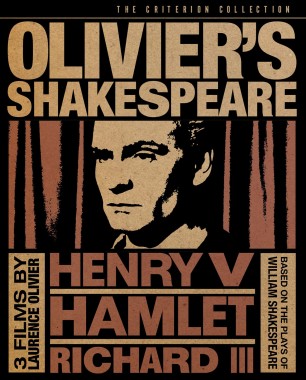 THE CRITERION COLLECTION
OLIVIER'S
SHAKESPEARE
3 FILMS BY
LAURENCE OLIVIER
HENRY V
HAMLET
RICHARD III
BASED ON THE PLAYS OF
WILLIAM SHAKESPEARE